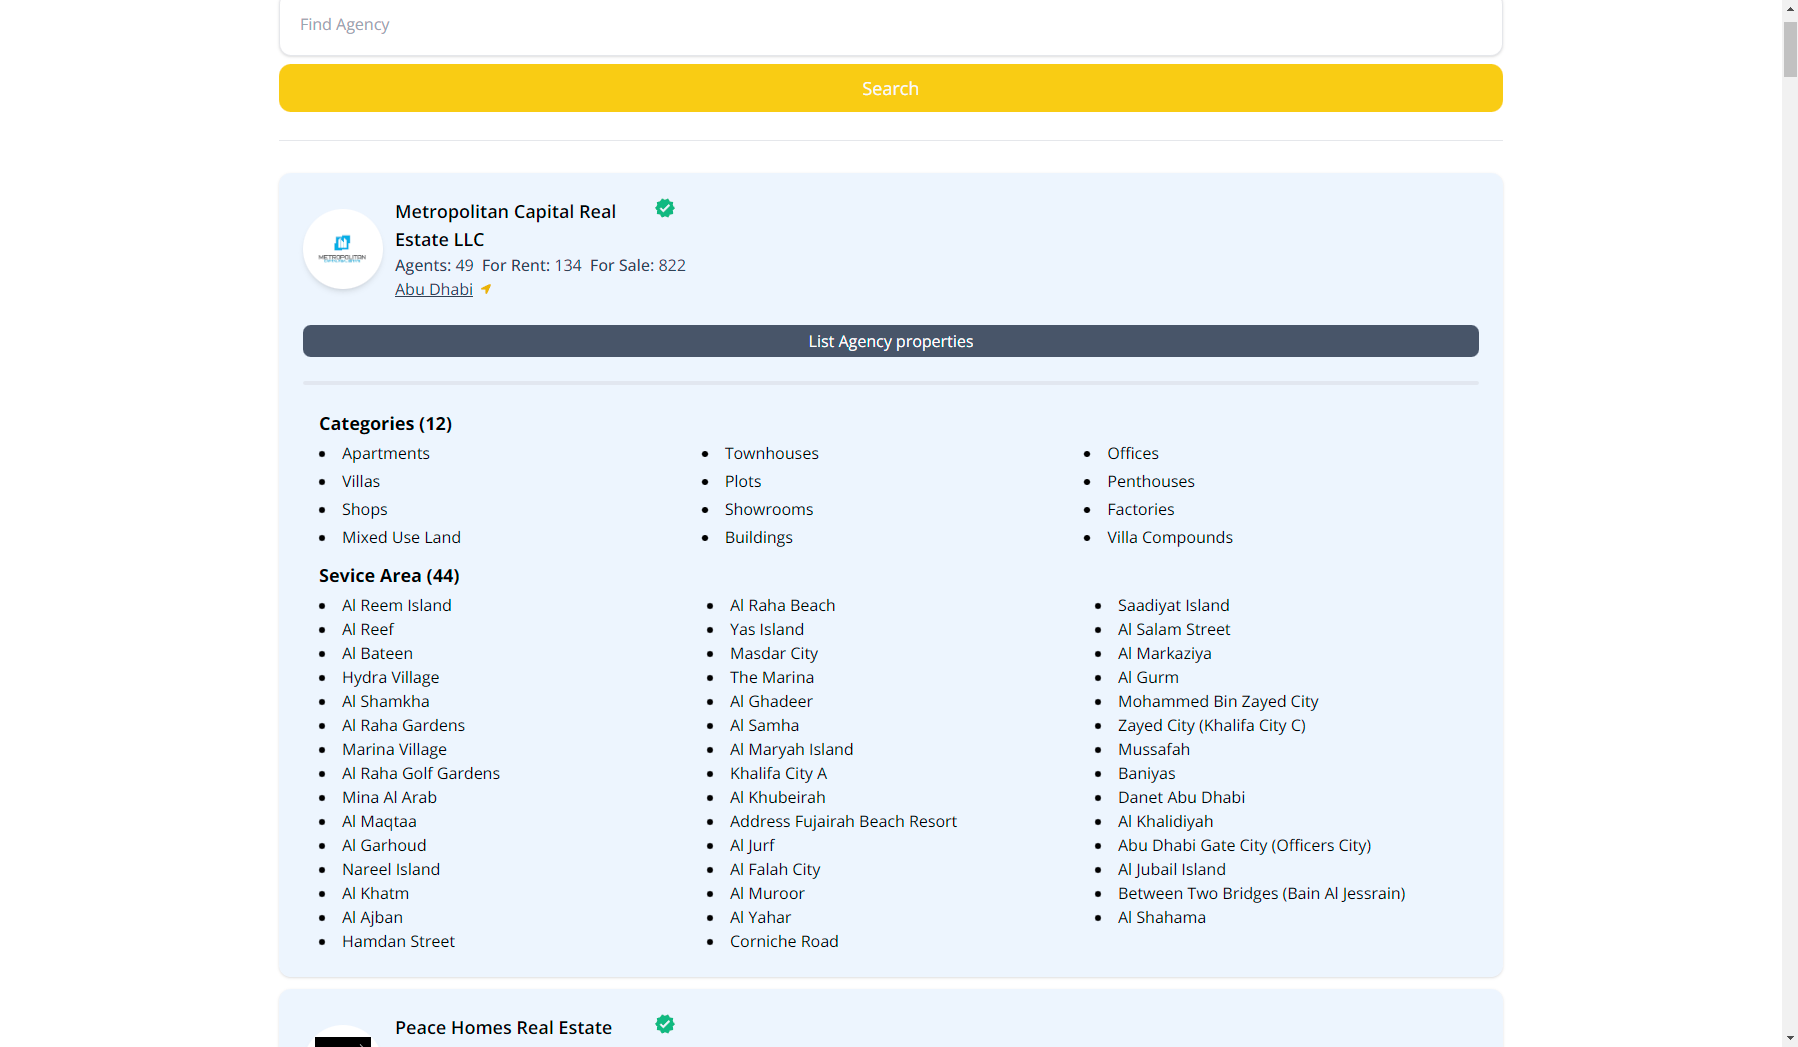 Find Agency
Search
Metropolitan Capital Real
Estate LLC
Agents: 49 For Rent: 134 For Sale: 822
Abu Dhabi
METROPOLITAN
List Agency properties
Categories (12)
Apartments
Townhouses
Offices
Villas
Plots
Penthouses
Shops
Showrooms
Factories
Mixed Use Land
Buildings
Villa Compounds
Sevice Area (44)
Al Reem Island
Al Raha Beach
Saadiyat Island
Al Reef
Yas Island
Al Salam Street
Al Bateen
Masdar City
Al Markaziya
Hydra Village
The Marina
Al Gurm
Al Shamkha
Al Ghadeer
Mohammed Bin Zayed City
Al Raha Gardens
Al Samha
Zayed City (Khalifa City C)
Marina Village
Al Maryah Island
Mussafah
Al Raha Golf Gardens
Khalifa City A
Baniyas
Mina Al Arab
Al Khubeirah
Danet Abu Dhabi
Al Maqtaa
Address Fujairah Beach Resort
Al Khalidiyah
Al Garhoud
Al Jurf
Abu Dhabi Gate City (Officers City)
Nareel Island
Al Falah City
Al Jubail Island
Al Khatm
Al Muroor
Between Two Bridges (Bain Al Jessrain)
Al Ajban
Al Yahar
Al Shahama
Hamdan Street
Corniche Road
Peace Homes Real Estate